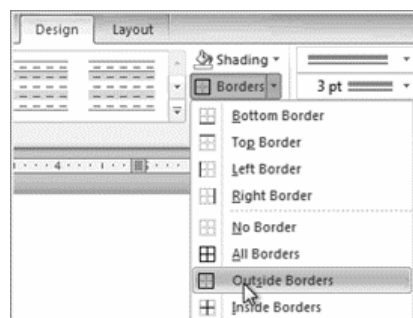 Design Layout
Shading
Borders 3 pt
Bottom Border
Top Border
4
Left Border
Right Border
No Border
All Borders
Outside Borders
Inside Borders